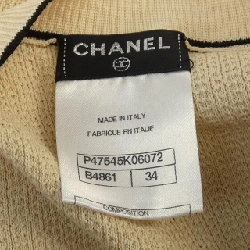 CHANEL
MADE IN ITALY
FABRIQUE EN ITALIE
P47545K06072
B4861 34
COMPOSITION